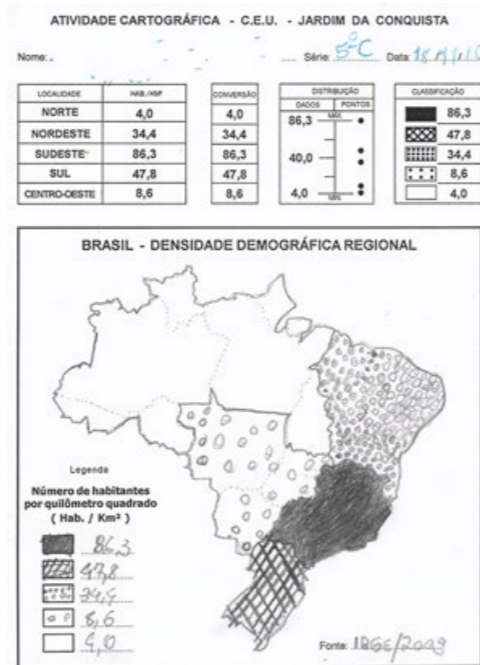 ATIVIDADE CARTOGRÁFICA - C.E.U. - JARDIM DA CONQUISTA
Nome: Série: 5ºC Data:
LOCALIDADE HAB./KM² CONVERSÃO DISTRIBUIÇÃO CLASSIFICAÇÃO
DADOS PONTOS
NORTE 4,0 4,0 86,3 MÁX. 86,3
NORDESTE 34,4 34,4 47,8
SUDESTE 86,3 86,3 40,0 34,4
SUL 47,8 47,8 8,6
CENTRO-OESTE 8,6 8,6 4,0 MIN. 4,0
BRASIL - DENSIDADE DEMOGRÁFICA REGIONAL
Legenda
Número de habitantes
por quilômetro quadrado
( Hab. / Km² )
86,3
47,8
34,4
8,6
4,0
Fonte: IBGE/2009